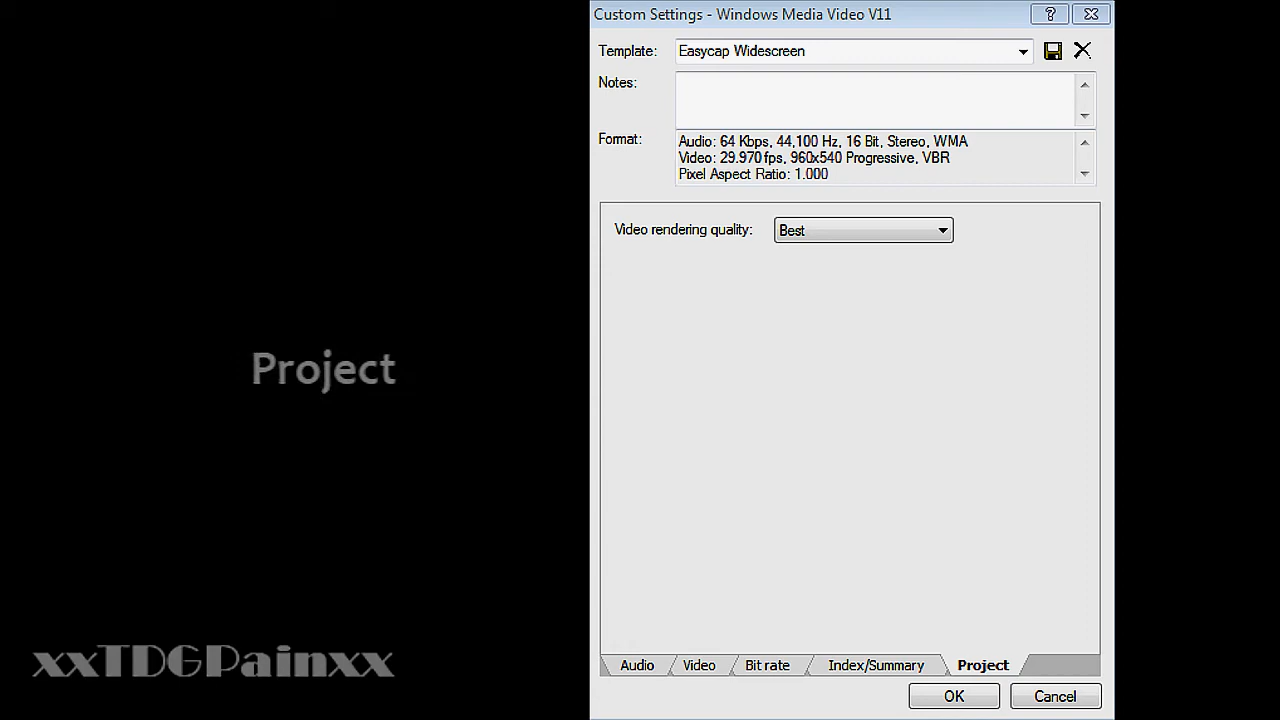 Custom Settings - Windows Media Video V11
Template: Easycap Widescreen
Notes:
Format: Audio: 64 Kbps, 44,100 Hz, 16 Bit, Stereo, WMA
Video: 29.970 fps, 960x540 Progressive, VBR
Pixel Aspect Ratio: 1.000
Video rendering quality: Best
Project
xxTDGPainxx
Audio Video Bit rate Index/Summary Project
OK Cancel